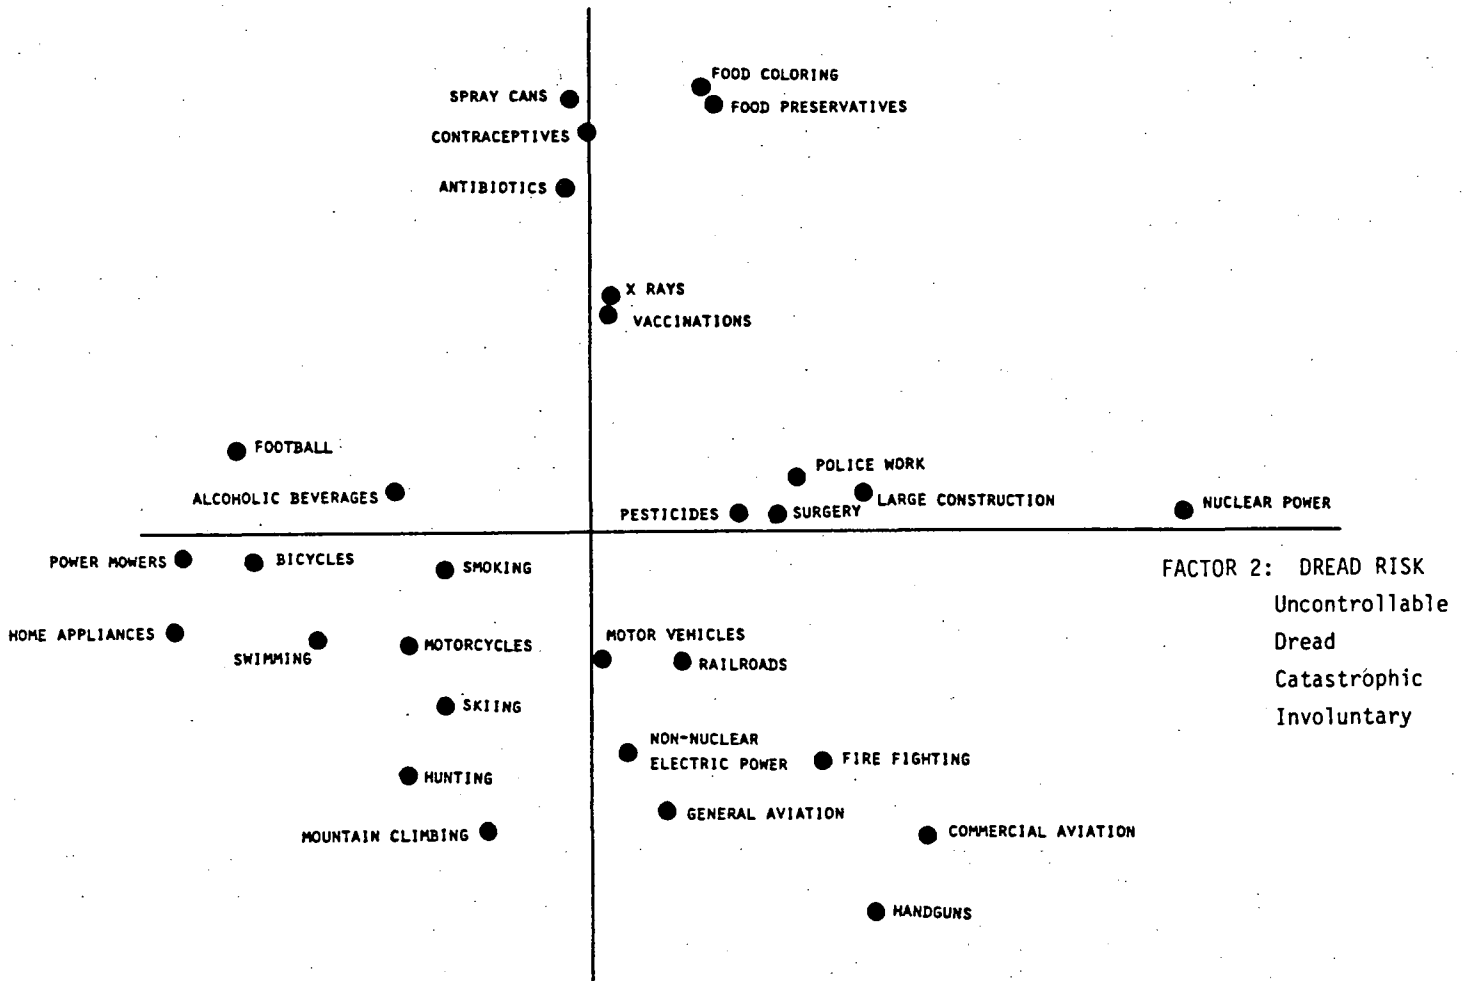 FOOD COLORING
SPRAY CANS
FOOD PRESERVATIVES
CONTRACEPTIVES
ANTIBIOTICS
X RAYS
VACCINATIONS
FOOTBALL
POLICE WORK
ALCOHOLIC BEVERAGES
LARGE CONSTRUCTION
NUCLEAR POWER
PESTICIDES
SURGERY
POWER MOWERS
BICYCLES
SMOKING
FACTOR 2: DREAD RISK
Uncontrollable
Dread
Catastrophic
Involuntary
HOME APPLIANCES
SWIMMING
MOTORCYCLES
MOTOR VEHICLES
RAILROADS
SKIING
NON-NUCLEAR
ELECTRIC POWER
FIRE FIGHTING
HUNTING
GENERAL AVIATION
MOUNTAIN CLIMBING
COMMERCIAL AVIATION
HANDGUNS